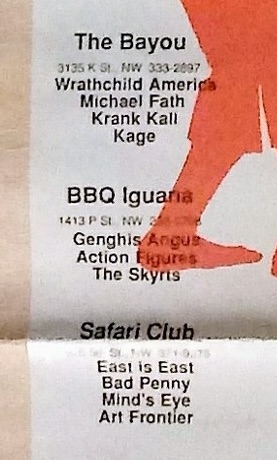 The Bayou
3135 K St., NW 333-2897
Wrathchild America
Michael Fath
Krank Kall
Kage
BBQ Iguana
1413 P St., NW
Genghis Angus
Action Figures
The Skyrts
Safari Club
East is East
Bad Penny
Mind's Eye
Art Frontier